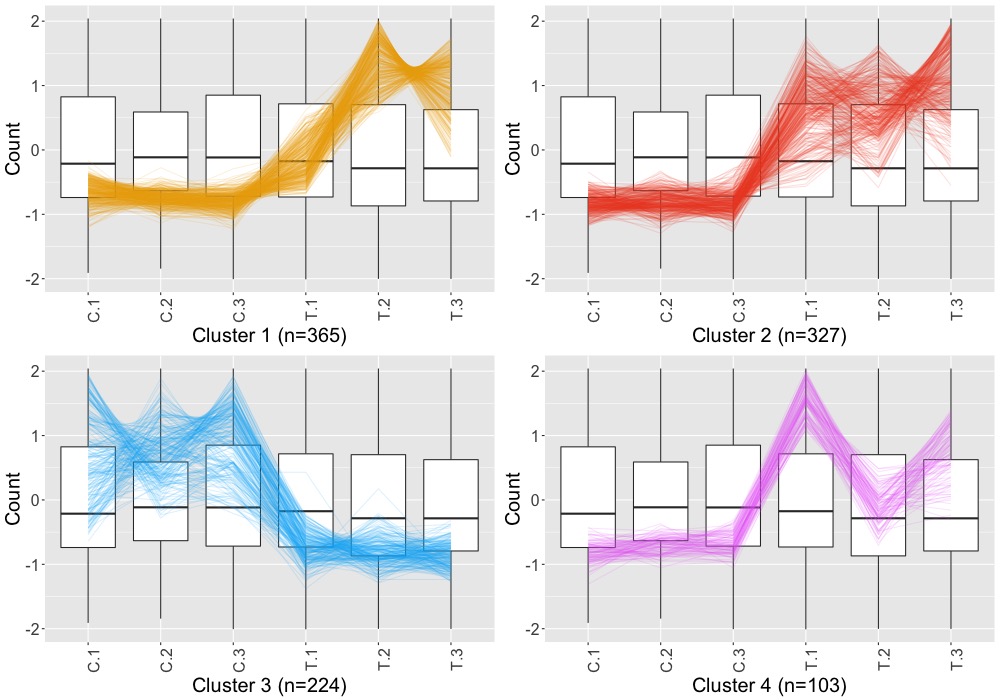 Count
2
1
0
-1
-2
C.1 C.2 C.3 T.1 T.2 T.3
Cluster 1 (n=365)
Count
2
1
0
-1
-2
C.1 C.2 C.3 T.1 T.2 T.3
Cluster 2 (n=327)
Count
2
1
0
-1
-2
C.1 C.2 C.3 T.1 T.2 T.3
Cluster 3 (n=224)
Count
2
1
0
-1
-2
C.1 C.2 C.3 T.1 T.2 T.3
Cluster 4 (n=103)